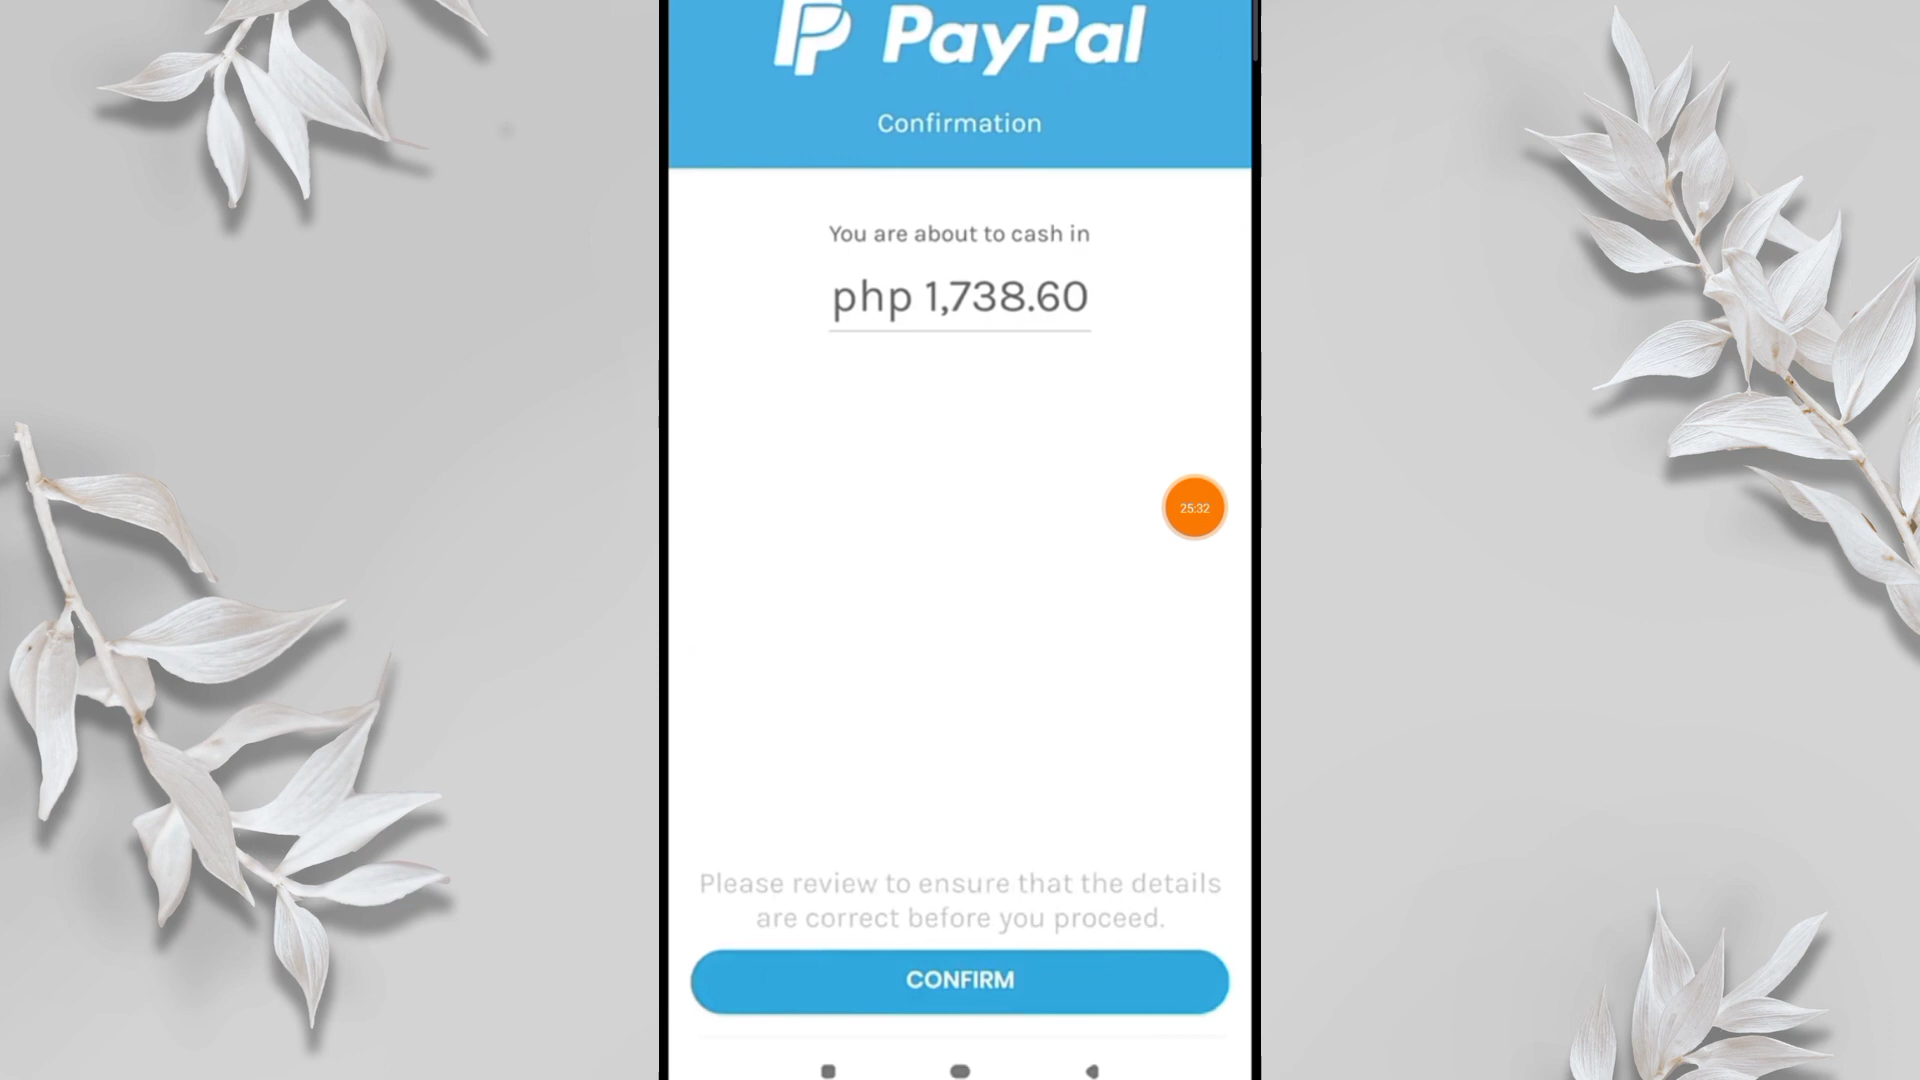 PayPal
Confirmation
You are about to cash in
php 1,738.60
25:32
Please review to ensure that the details
are correct before you proceed.
CONFIRM